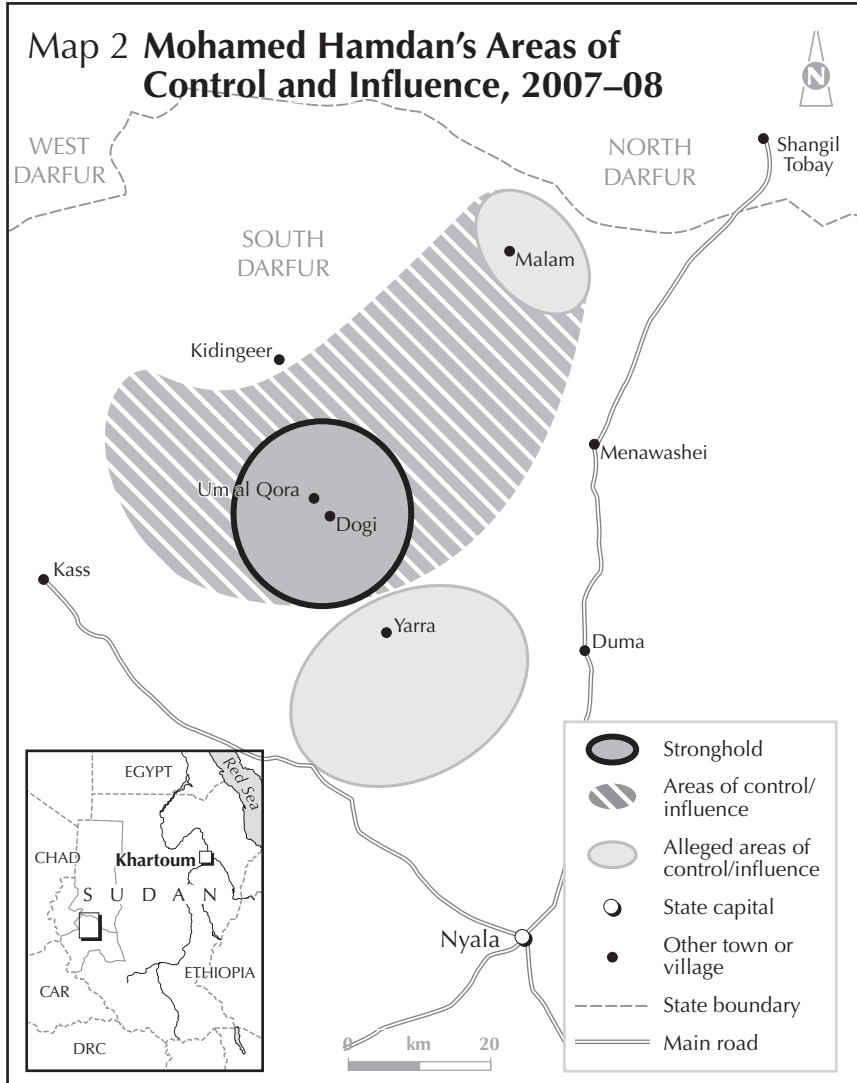 Map 2 Mohamed Hamdan’s Areas of
Control and Influence, 2007–08
N
WEST
DARFUR
NORTH
DARFUR
Shangil
Tobay
SOUTH
DARFUR
Malam
Kidingeer
Menawashei
Um al Qora
Dogi
Kass
Yarra
Duma
Nyala
EGYPT
Red Sea
CHAD
Khartoum
SUDAN
CAR
ETHIOPIA
DRC
0 km 20
Stronghold
Areas of control/
influence
Alleged areas of
control/influence
State capital
Other town or
village
State boundary
Main road